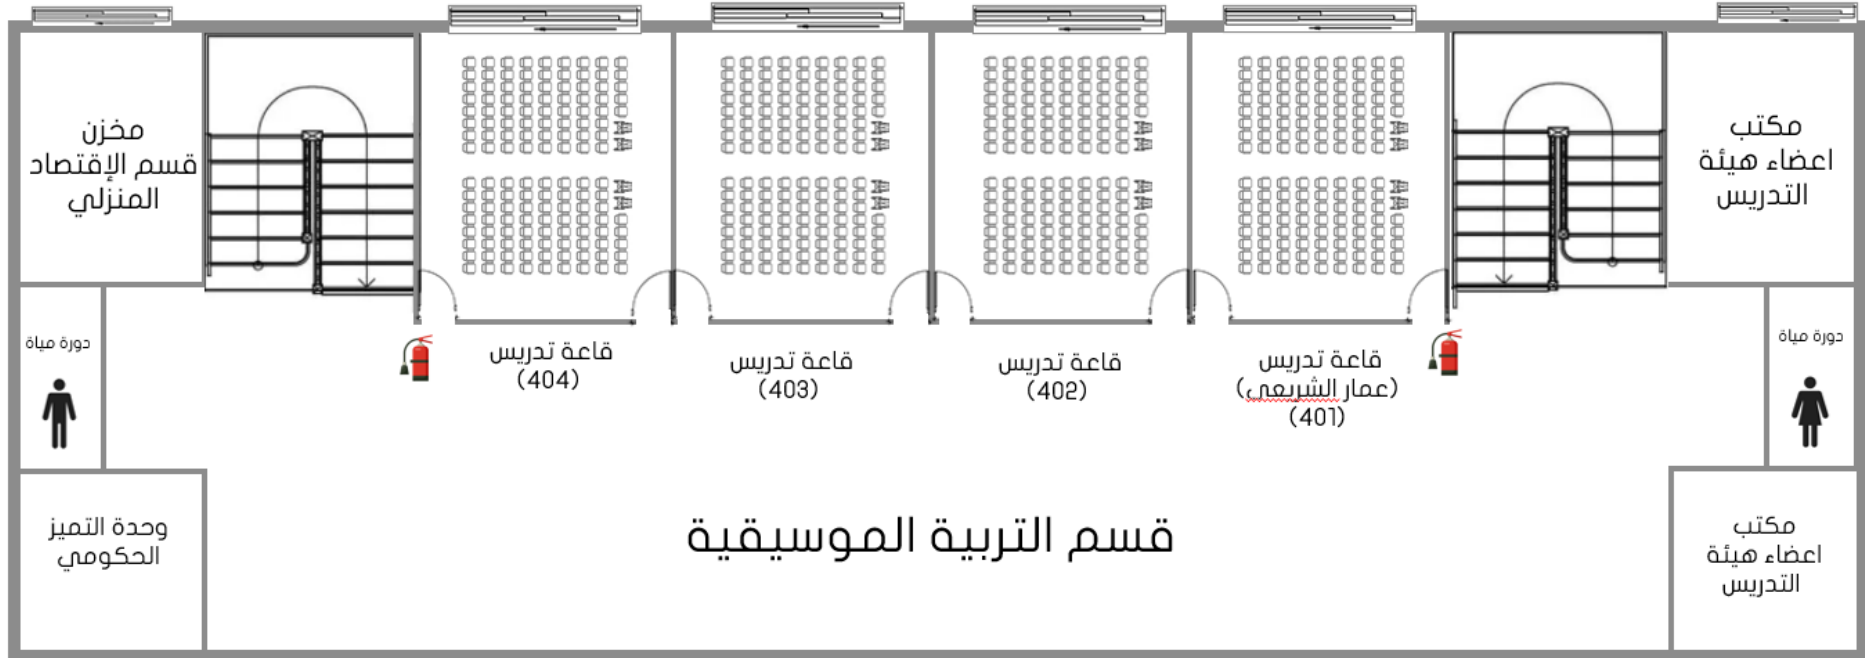 مكتب
اعضاء هيئة
التدريس
مخزن
قسم الإقتصاد
المنزلي
دورة مياة
قاعة تدريس
(عمار الشريعي)
(401)
قاعة تدريس
(402)
قاعة تدريس
(403)
قاعة تدريس
(404)
دورة مياة
مكتب
اعضاء هيئة
التدريس
قسم التربية الموسيقية
وحدة التميز
الحكومي